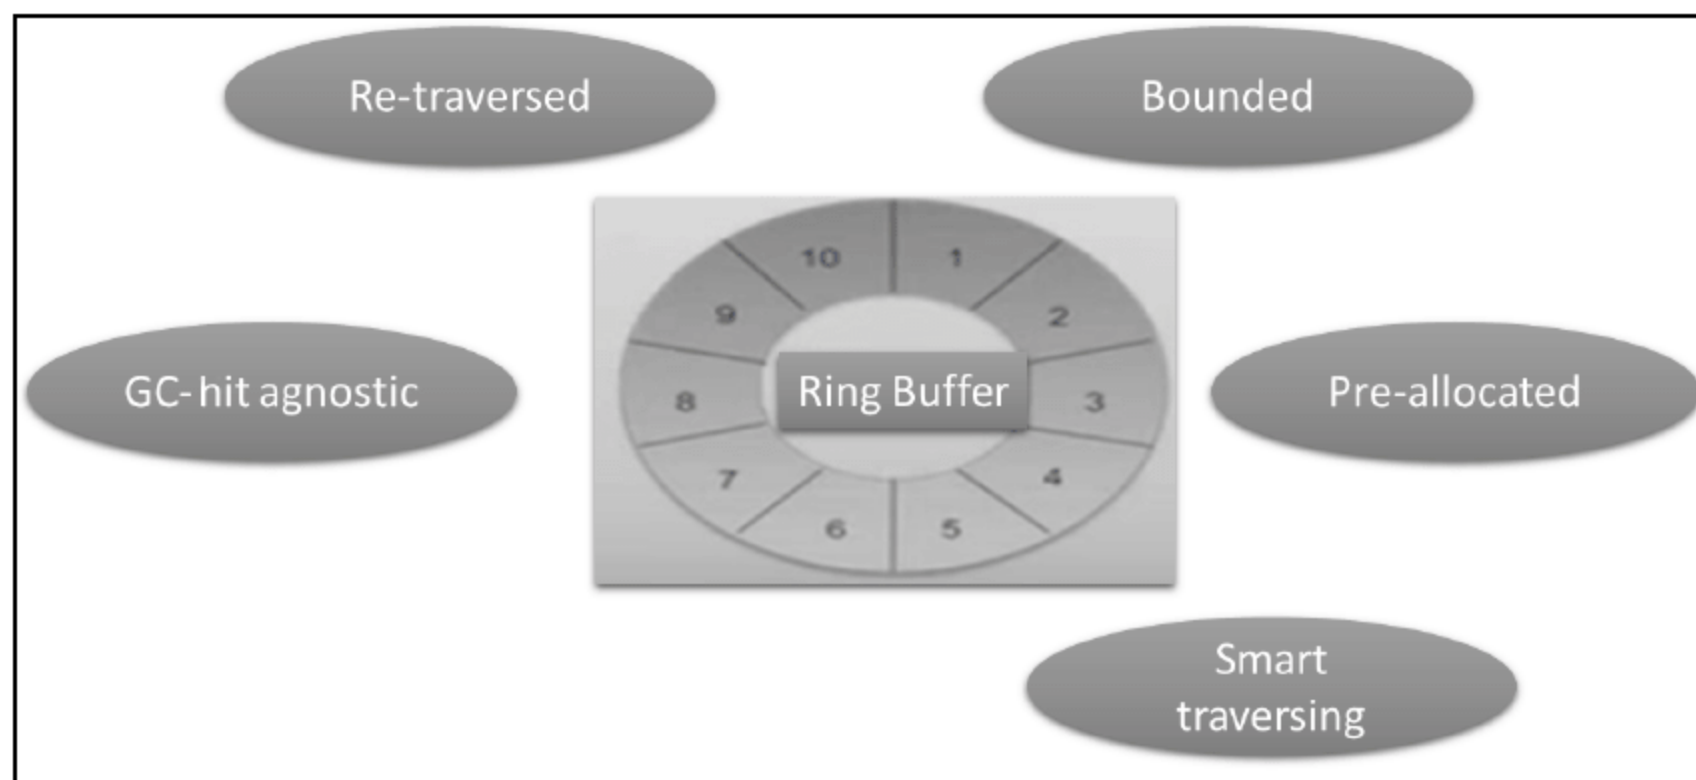 Re-traversed
Bounded
10
1
9
2
GC-hit agnostic
8
Ring Buffer
3
Pre-allocated
7
4
6
5
Smart
traversing